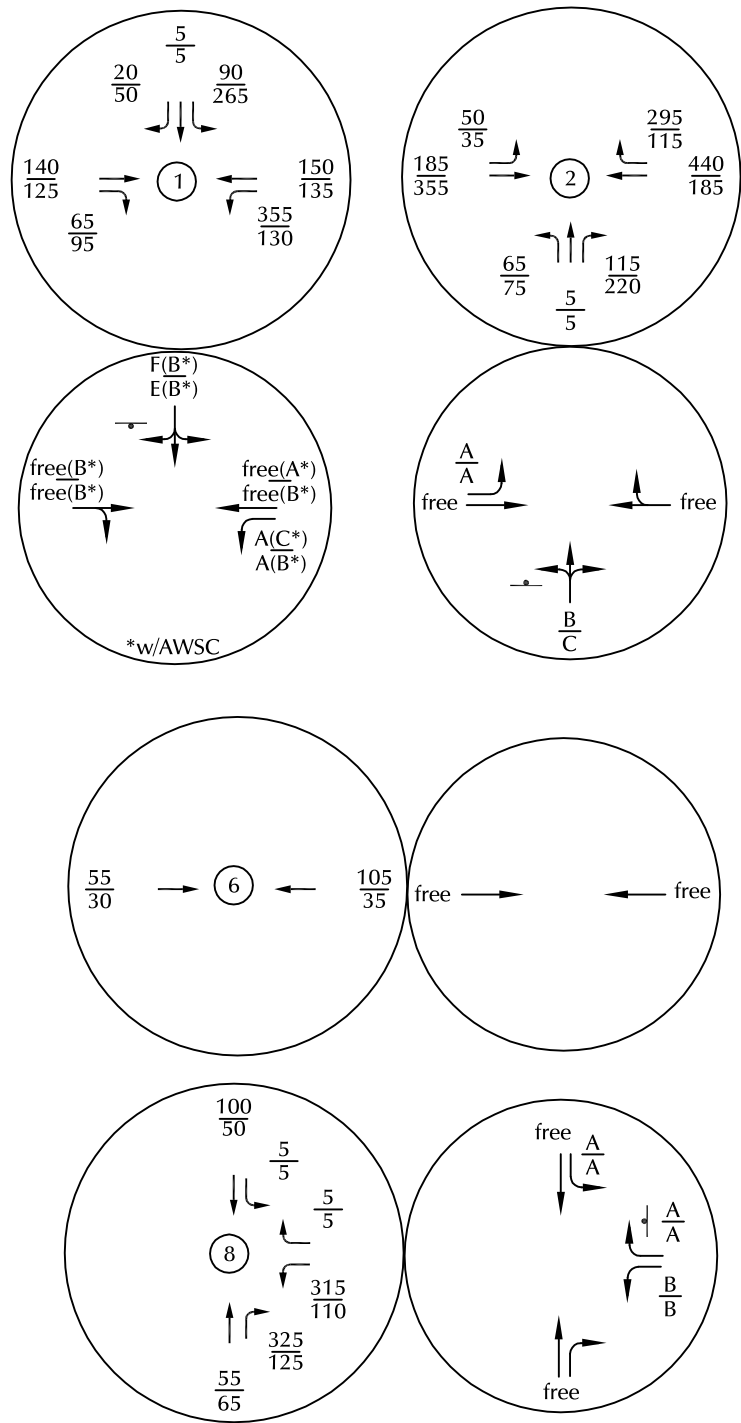 5
5
20
50
90
265
140
125
1
150
135
65
95
355
130
50
35
295
115
185
355
2
440
185
65
75
115
220
5
5
F(B*)
E(B*)
free(B*)
free(B*)
free(A*)
free(B*)
A(C*)
A(B*)
*w/AWSC
A
A
free
free
B
C
55
30
6
105
35
free
free
100
50
5
5
5
5
8
315
110
325
125
55
65
free
A
A
A
A
B
B
free